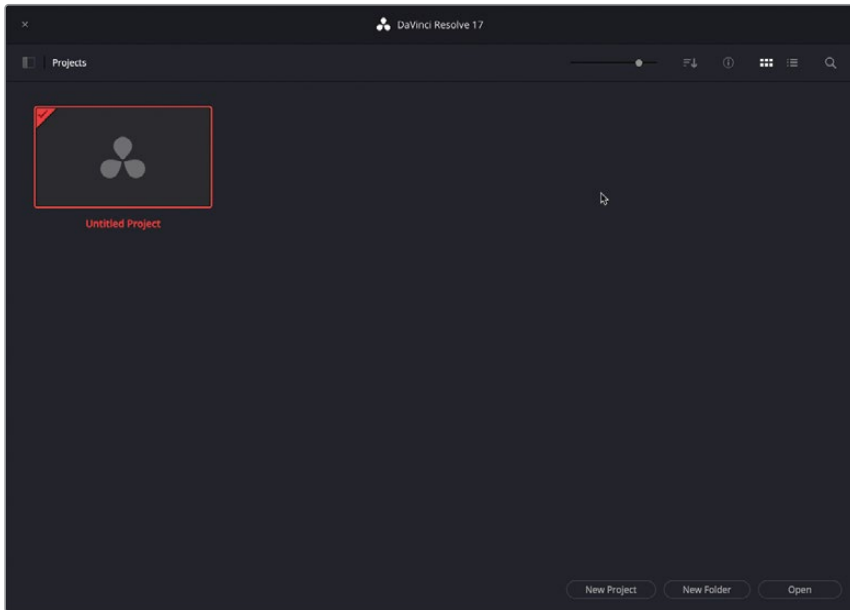 DaVinci Resolve 17
Projects
Untitled Project
New Project
New Folder
Open